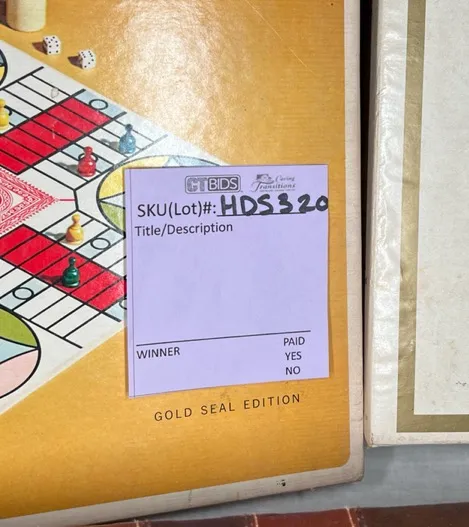 CTBIDS Caring Transitions
SKU(Lot)#: HDS320
Title/Description
WINNER PAID
YES
NO
GOLD SEAL EDITION